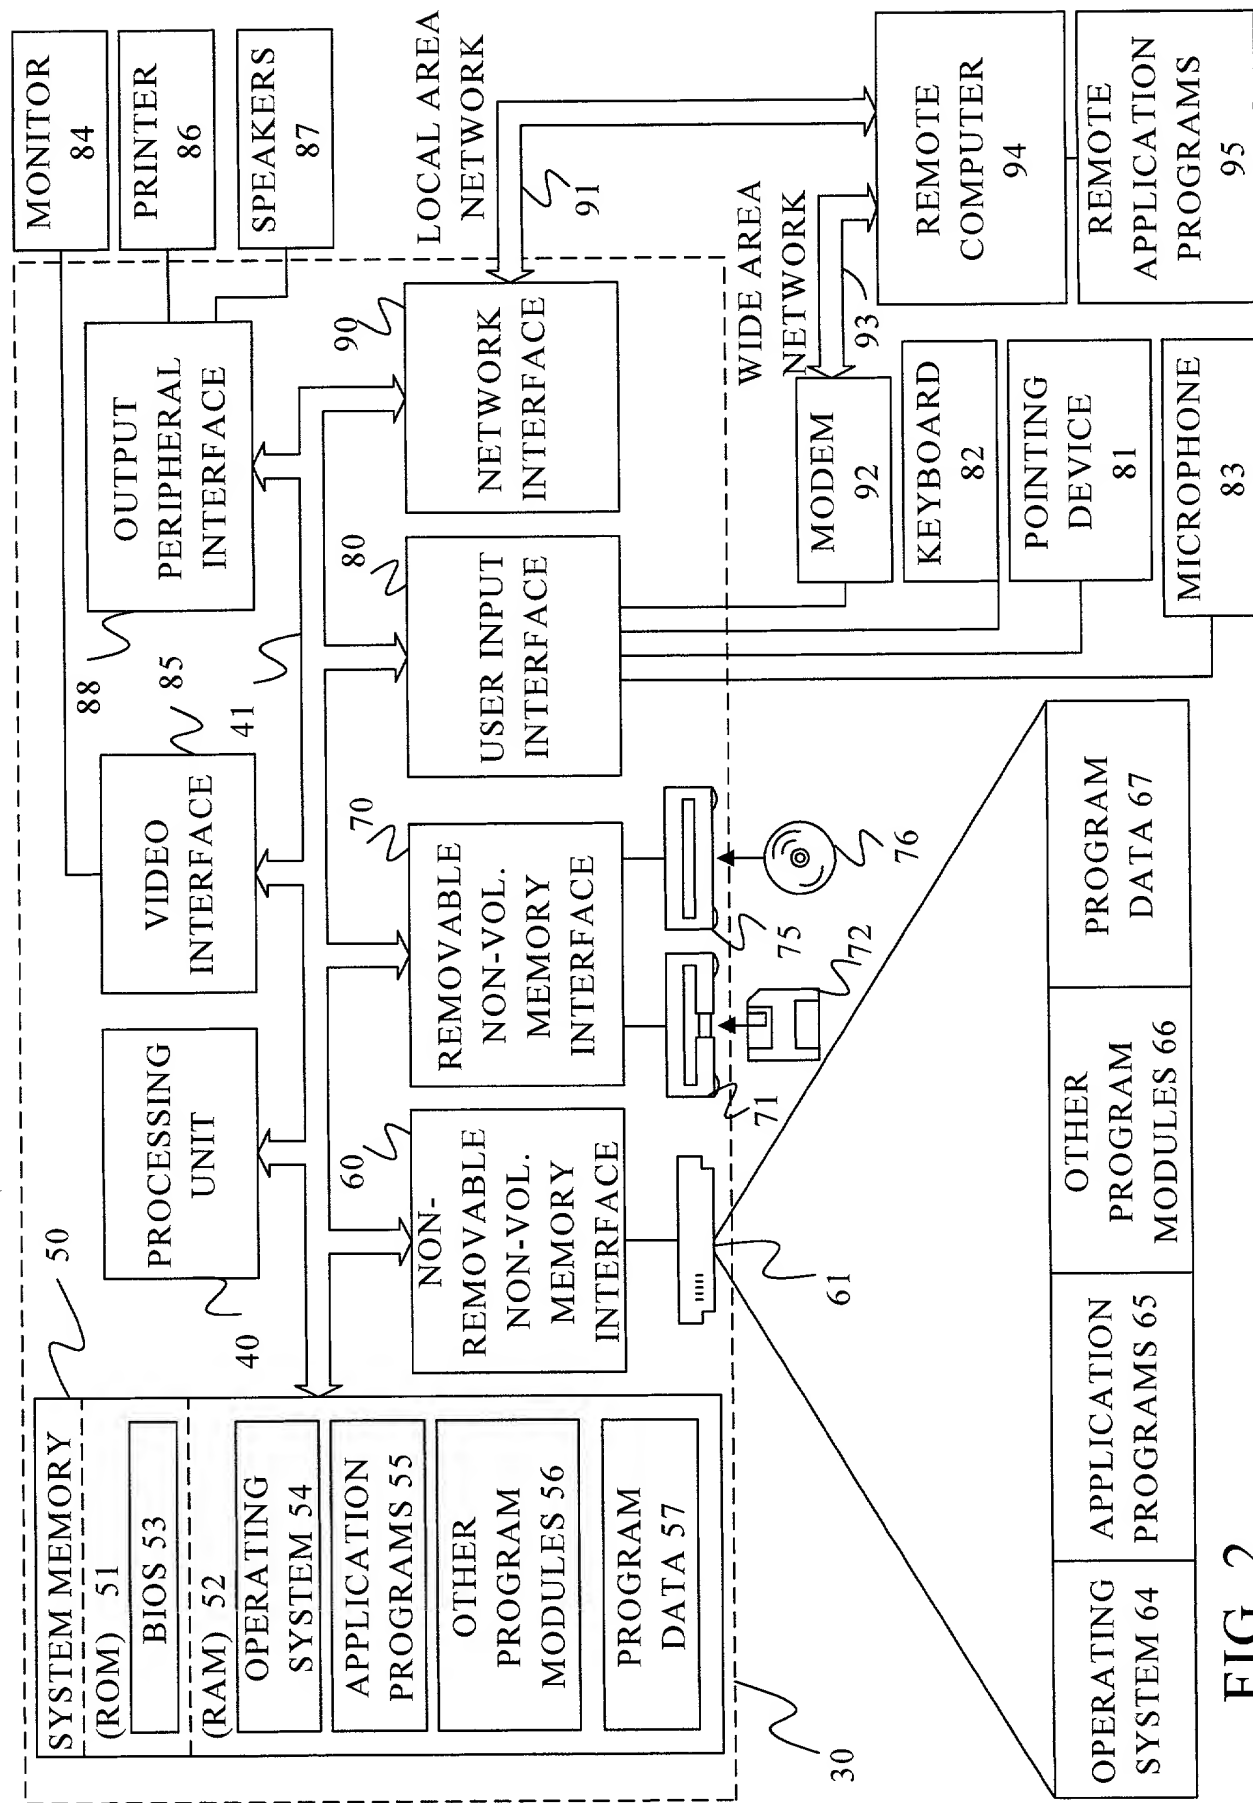 SYSTEM MEMORY
(ROM) 51
BIOS 53
(RAM) 52
OPERATING
SYSTEM 54
APPLICATION
PROGRAMS 55
OTHER
PROGRAM
MODULES 56
PROGRAM
DATA 57
30
50
PROCESSING
UNIT
40
VIDEO
INTERFACE
85
41
OUTPUT
PERIPHERAL
INTERFACE
88
MONITOR
84
PRINTER
86
SPEAKERS
87
NON-
REMOVABLE
NON-VOL.
MEMORY
INTERFACE
60
REMOVABLE
NON-VOL.
MEMORY
INTERFACE
70
USER INPUT
INTERFACE
80
NETWORK
INTERFACE
90
LOCAL AREA
NETWORK
91
61
71
72
75
76
WIDE AREA
NETWORK
93
MODEM
92
KEYBOARD
82
POINTING
DEVICE
81
MICROPHONE
83
REMOTE
COMPUTER
94
REMOTE
APPLICATION
PROGRAMS
95
OPERATING
SYSTEM 64
APPLICATION
PROGRAMS 65
OTHER
PROGRAM
MODULES 66
PROGRAM
DATA 67
FIG. 2